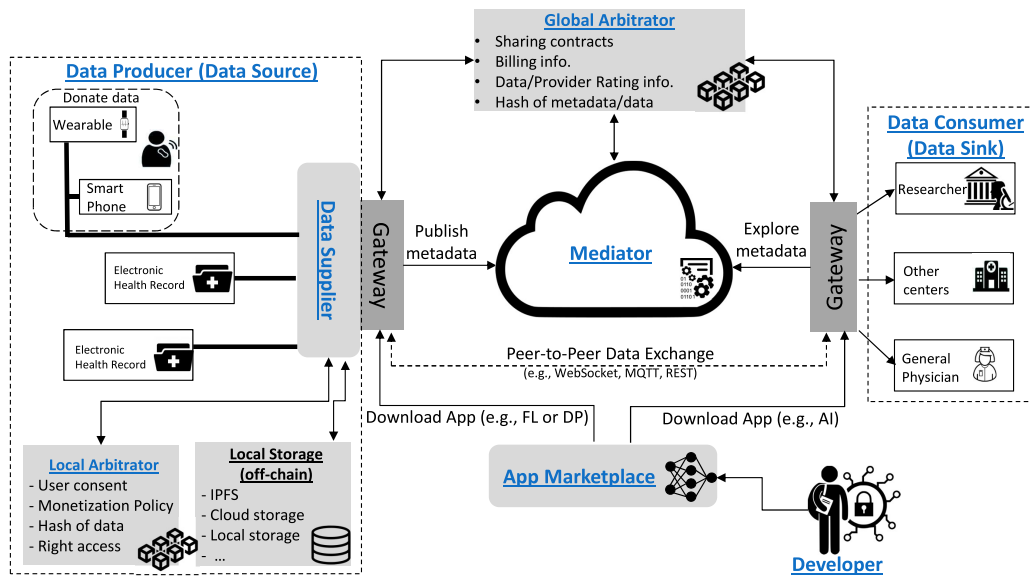 Global Arbitrator
• Sharing contracts
• Billing info.
• Data/Provider Rating info.
• Hash of metadata/data
Data Producer (Data Source)
Donate data
Wearable
Smart
Phone
Electronic
Health Record
Electronic
Health Record
Data Supplier
Gateway
Publish
metadata
Mediator
01
0110
0001
01101
Explore
metadata
Gateway
Data Consumer
(Data Sink)
Researcher
Other
centers
General
Physician
Peer-to-Peer Data Exchange
(e.g., WebSocket, MQTT, REST)
Download App (e.g., FL or DP)
Download App (e.g., AI)
Local Arbitrator
- User consent
- Monetization Policy
- Hash of data
- Right access
Local Storage
(off-chain)
- IPFS
- Cloud storage
- Local storage
- ...
App Marketplace
Developer